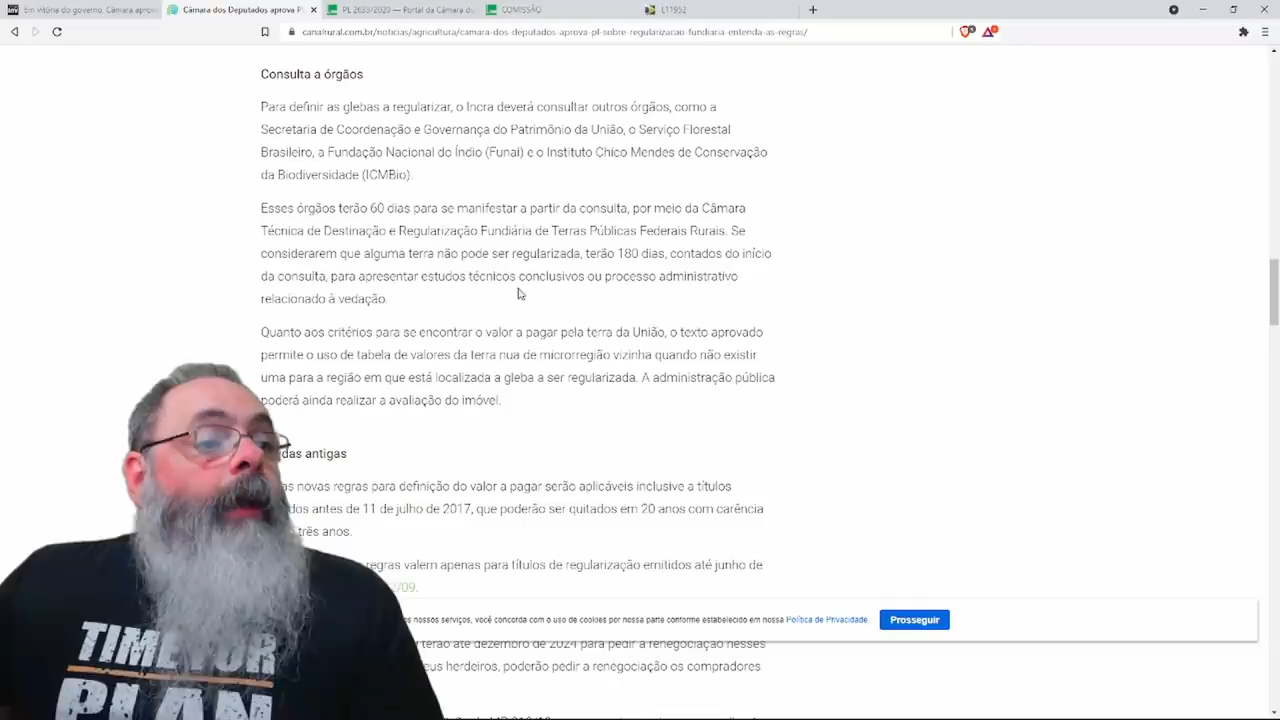 Em vitória do governo, Câmara aprov
Câmara dos Deputados aprova P
PL 2633/2020 — Portal da Câmara du
COMISSÃO
L11952
canalrural.com.br/noticias/agricultura/camara-dos-deputados-aprova-pl-sobre-regularizacao-fundiaria-entenda-as-regras/
Consulta a órgãos
Para definir as glebas a regularizar, o Incra deverá consultar outros órgãos, como a
Secretaria de Coordenação e Governança do Patrimônio da União, o Serviço Florestal
Brasileiro, a Fundação Nacional do Índio (Funai) e o Instituto Chico Mendes de Conservação
da Biodiversidade (ICMBio).
Esses órgãos terão 60 dias para se manifestar a partir da consulta, por meio da Câmara
Técnica de Destinação e Regularização Fundiária de Terras Públicas Federais Rurais. Se
considerarem que alguma terra não pode ser regularizada, terão 180 dias, contados do início
da consulta, para apresentar estudos técnicos conclusivos ou processo administrativo
relacionado à vedação.
Quanto aos critérios para se encontrar o valor a pagar pela terra da União, o texto aprovado
permite o uso de tabela de valores da terra nua de microrregião vizinha quando não existir
uma para a região em que está localizada a gleba a ser regularizada. A administração pública
poderá ainda realizar a avaliação do imóvel.
das antigas
as novas regras para definição do valor a pagar serão aplicáveis inclusive a títulos
dos antes de 11 de julho de 2017, que poderão ser quitados em 20 anos com carência
três anos.
regras valem apenas para títulos de regularização emitidos até junho de
/09.
nossos serviços, você concorda com o uso de cookies por nossa parte conforme estabelecido em nossa Política de Privacidade.
Prosseguir
terão até dezembro de 2024 para pedir a renegociação nesses
eus herdeiros, poderão pedir a renegociação os compradores
TIME FOR
PLAN